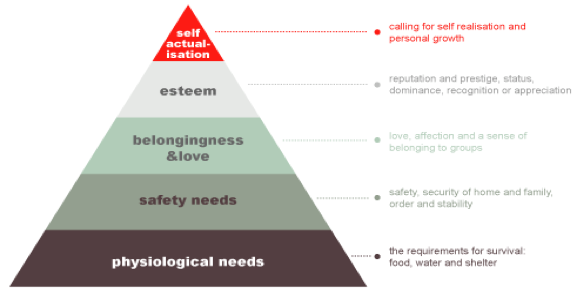 self
actual-
isation
calling for self realisation and
personal growth
esteem
reputation and prestige, status,
dominance, recognition or appreciation
belongingness
&love
love, affection and a sense of
belonging to groups
safety needs
safety, security of home and family,
order and stability
physiological needs
the requirements for survival:
food, water and shelter